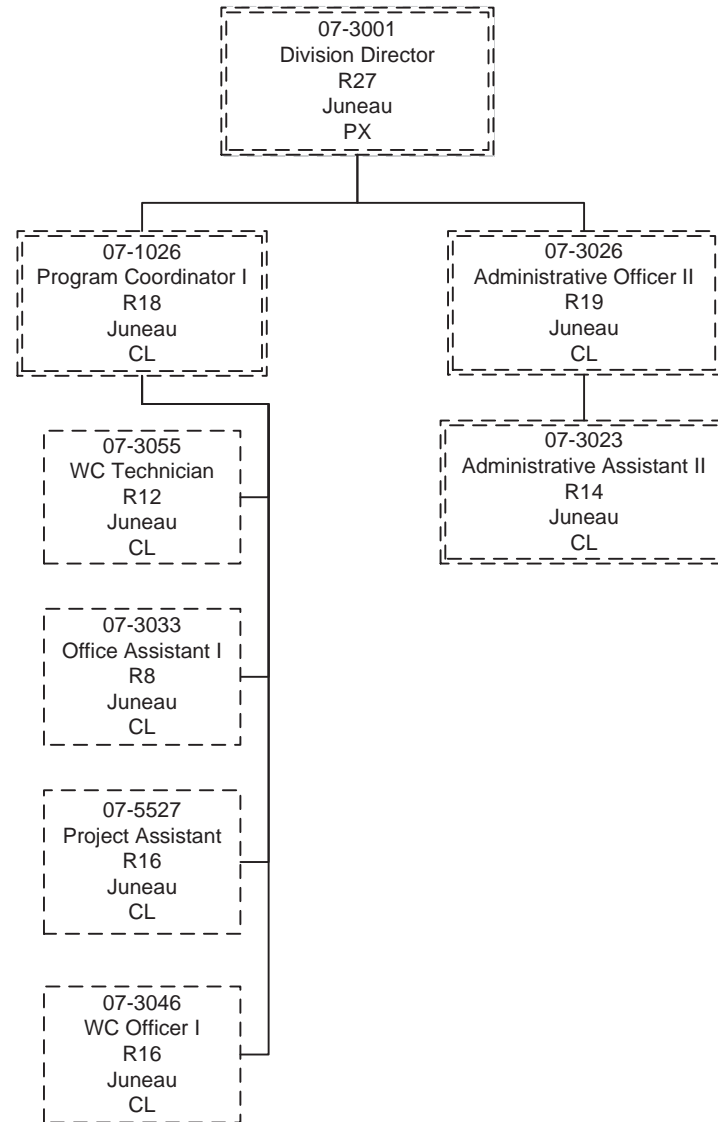 07-3001
Division Director
R27
Juneau
PX
07-1026
Program Coordinator I
R18
Juneau
CL
07-3026
Administrative Officer II
R19
Juneau
CL
07-3055
WC Technician
R12
Juneau
CL
07-3023
Administrative Assistant II
R14
Juneau
CL
07-3033
Office Assistant I
R8
Juneau
CL
07-5527
Project Assistant
R16
Juneau
CL
07-3046
WC Officer I
R16
Juneau
CL